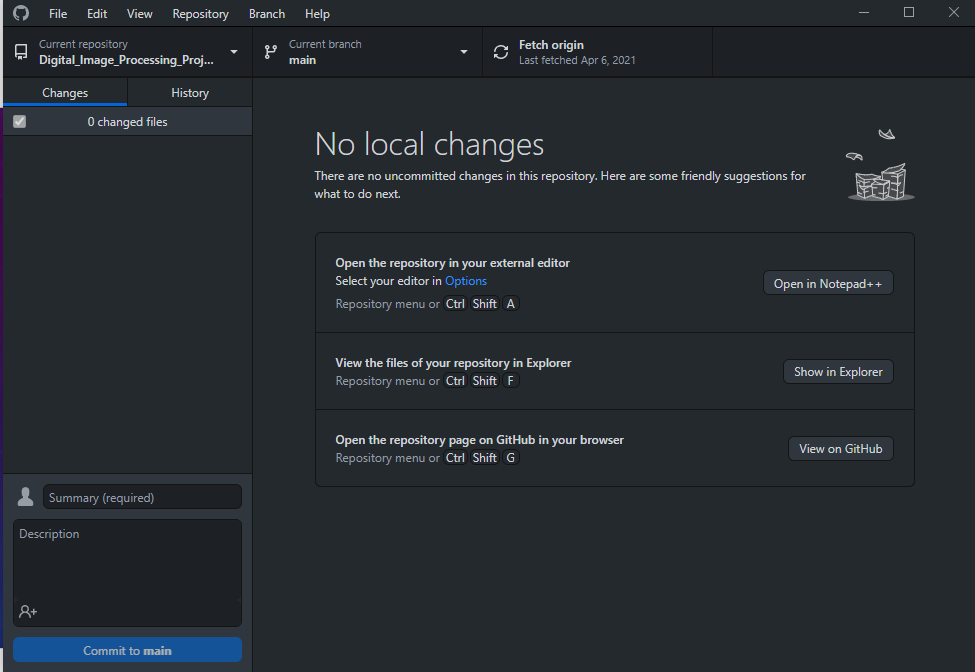 File Edit View Repository Branch Help
Current repository
Digital_Image_Processing_Proj...
Current branch
main
Fetch origin
Last fetched Apr 6, 2021
Changes History
0 changed files
No local changes
There are no uncommitted changes in this repository. Here are some friendly suggestions for
what to do next.
Open the repository in your external editor
Select your editor in Options
Repository menu or Ctrl Shift A
Open in Notepad++
View the files of your repository in Explorer
Repository menu or Ctrl Shift F
Show in Explorer
Open the repository page on GitHub in your browser
Repository menu or Ctrl Shift G
View on GitHub
Summary (required)
Description
Commit to main